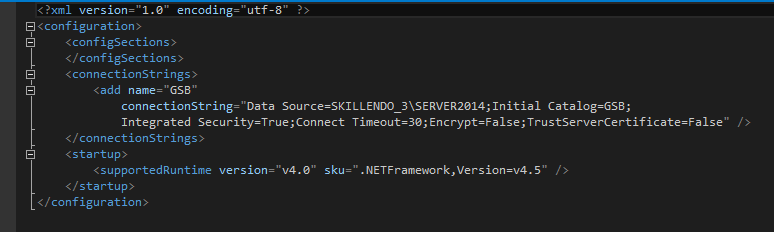 <?xml version="1.0" encoding="utf-8" ?>
<configuration>
<configSections>
</configSections>
<connectionStrings>
<add name="GSB"
connectionString="Data Source=SKILLENDO_3\SERVER2014;Initial Catalog=GSB;
Integrated Security=True;Connect Timeout=30;Encrypt=False;TrustServerCertificate=False" />
</connectionStrings>
<startup>
<supportedRuntime version="v4.0" sku=".NETFramework,Version=v4.5" />
</startup>
</configuration>